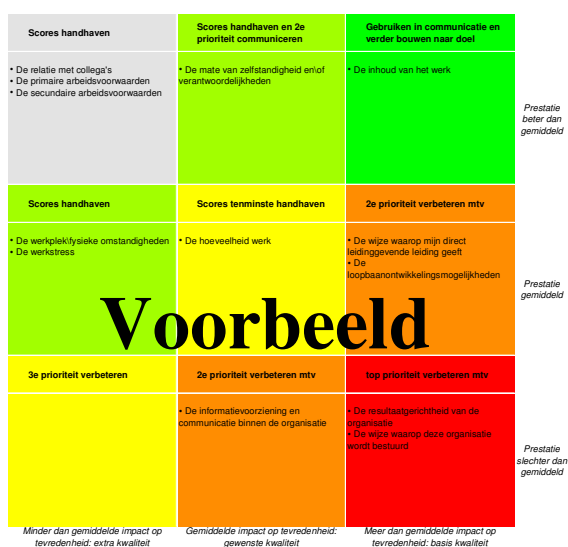 Scores handhaven
Scores handhaven en 2e
prioriteit communiceren
Gebruiken in communicatie en
verder bouwen naar doel
• De relatie met collega's
• De primaire arbeidsvoorwaarden
• De secundaire arbeidsvoorwaarden
• De mate van zelfstandigheid en\of
verantwoordelijkheden
• De inhoud van het werk
Prestatie
beter dan
gemiddeld
Scores handhaven
Scores tenminste handhaven
2e prioriteit verbeteren mtv
• De werkplek\fysieke omstandigheden
• De werkstress
• De hoeveelheid werk
• De wijze waarop mijn direct
leidinggevende leiding geeft
• De
loopbaanontwikkelingsmogelijkheden
Prestatie
gemiddeld
Voorbeeld
3e prioriteit verbeteren
2e prioriteit verbeteren mtv
top prioriteit verbeteren mtv
• De informatievoorziening en
communicatie binnen de organisatie
• De resultaatgerichtheid van de
organisatie
• De wijze waarop deze organisatie
wordt bestuurd
Prestatie
slechter dan
gemiddeld
Minder dan gemiddelde impact op
tevredenheid: extra kwaliteit
Gemiddelde impact op tevredenheid:
gewenste kwaliteit
Meer dan gemiddelde impact op
tevredenheid: basis kwaliteit